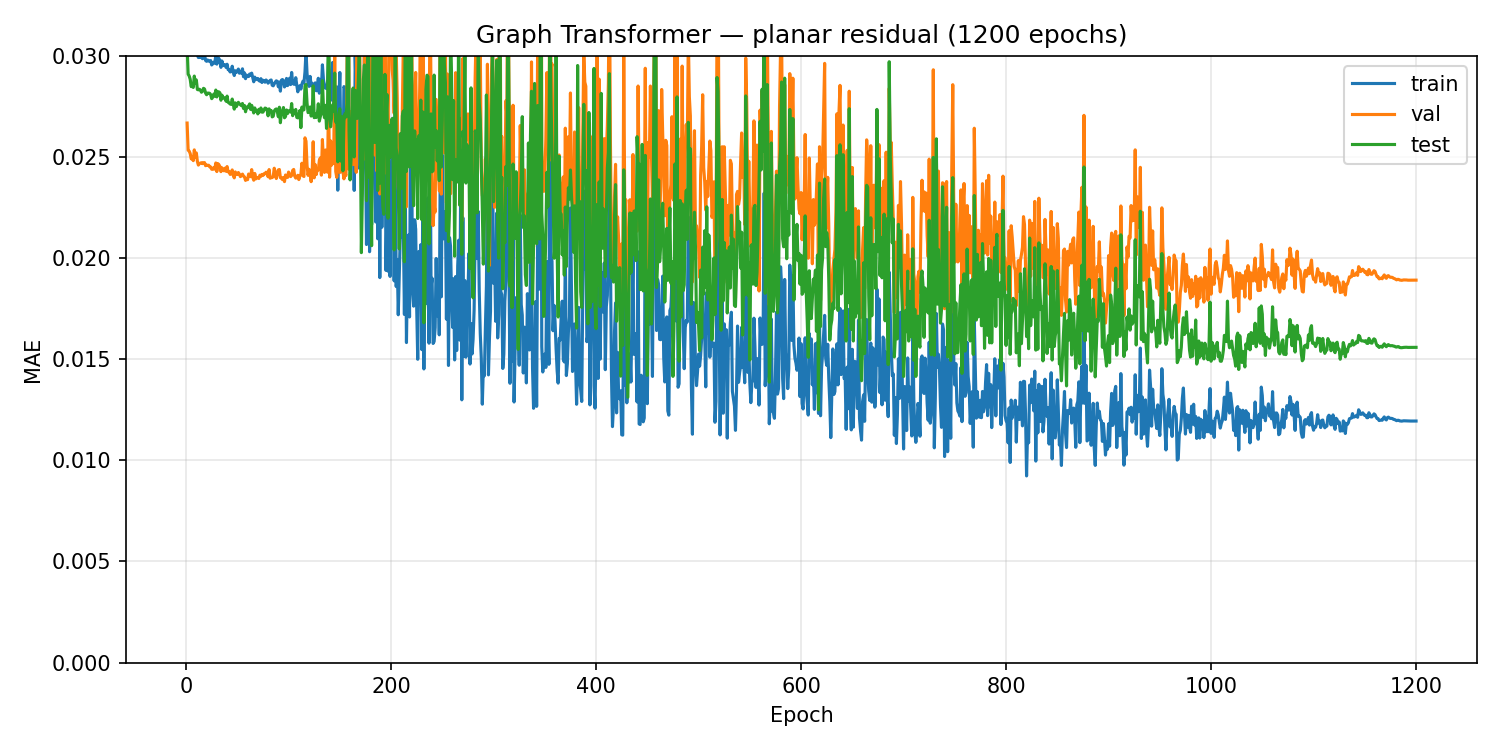 Graph Transformer — planar residual (1200 epochs)
0.030
0.025
0.020
0.015
0.010
0.005
0.000
MAE
0 200 400 600 800 1000 1200
Epoch
train
val
test